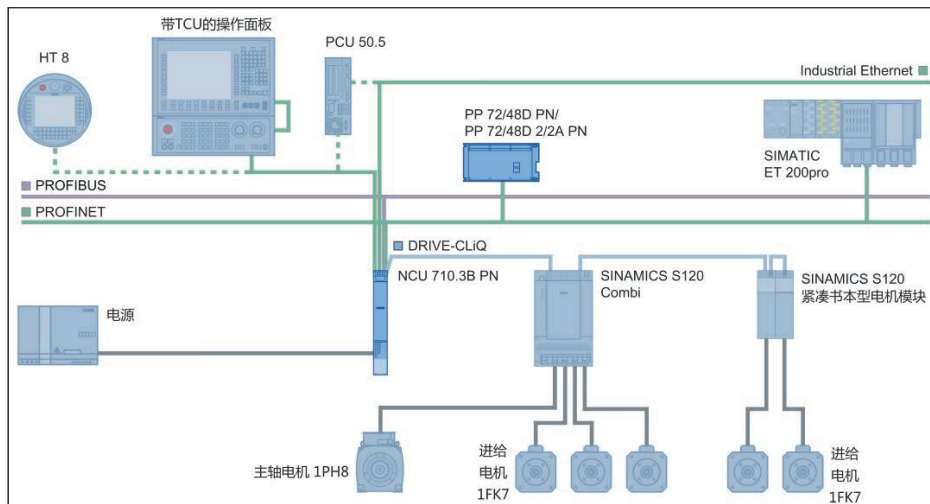 带TCU的操作面板
HT 8
PCU 50.5
Industrial Ethernet
PP 72/48D PN/
PP 72/48D 2/2A PN
SIMATIC
ET 200pro
PROFIBUS
PROFINET
DRIVE-CLiQ
NCU 710.3B PN
SINAMICS S120
Combi
SINAMICS S120
紧凑书本型电机模块
电源
主轴电机 1PH8
进给
电机
1FK7
进给
电机
1FK7